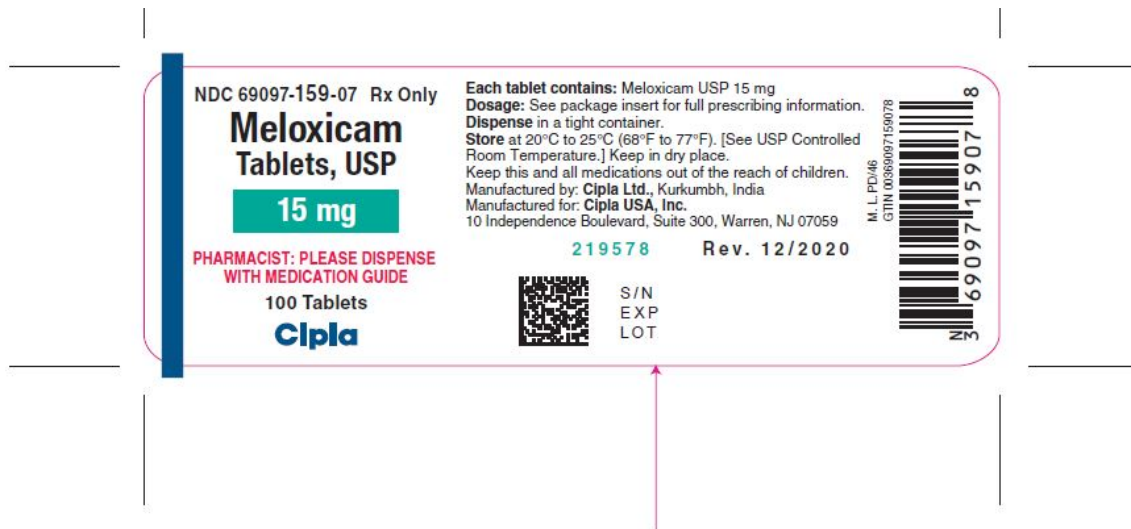 NDC 69097-159-07 Rx Only
Meloxicam
Tablets, USP
15 mg
PHARMACIST: PLEASE DISPENSE
WITH MEDICATION GUIDE
100 Tablets
Cipla
Each tablet contains: Meloxicam USP 15 mg
Dosage: See package insert for full prescribing information.
Dispense in a tight container.
Store at 20°C to 25°C (68°F to 77°F). [See USP Controlled
Room Temperature.] Keep in dry place.
Keep this and all medications out of the reach of children.
Manufactured by: Cipla Ltd., Kurkumbh, India
Manufactured for: Cipla USA, Inc.
10 Independence Boulevard, Suite 300, Warren, NJ 07059
219578 Rev. 12/2020
S/N
EXP
LOT
M. L. PD/46
GTIN 00369097159078
N
3 69097 15907 8